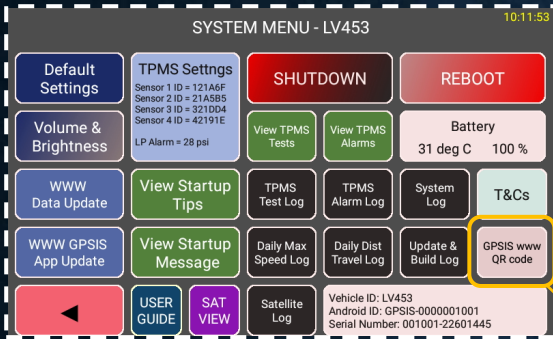 SYSTEM MENU - LV453
10:11:53
Default
Settings
TPMS Settngs
Sensor 1 ID = 121A6F
Sensor 2 ID = 21A5B5
Sensor 3 ID = 321DD4
Sensor 4 ID = 42191E
LP Alarm = 28 psi
SHUTDOWN
REBOOT
Volume &
Brightness
View TPMS
Tests
View TPMS
Alarms
Battery
31 deg C 100 %
WWW
Data Update
View Startup
Tips
TPMS
Test Log
TPMS
Alarm Log
System
Log
T&Cs
WWW GPSIS
App Update
View Startup
Message
Daily Max
Speed Log
Daily Dist
Travel Log
Update &
Build Log
GPSIS www
QR code
USER
GUIDE
SAT
VIEW
Satellite
Log
Vehicle ID: LV453
Android ID: GPSIS-0000001001
Serial Number: 001001-22601445